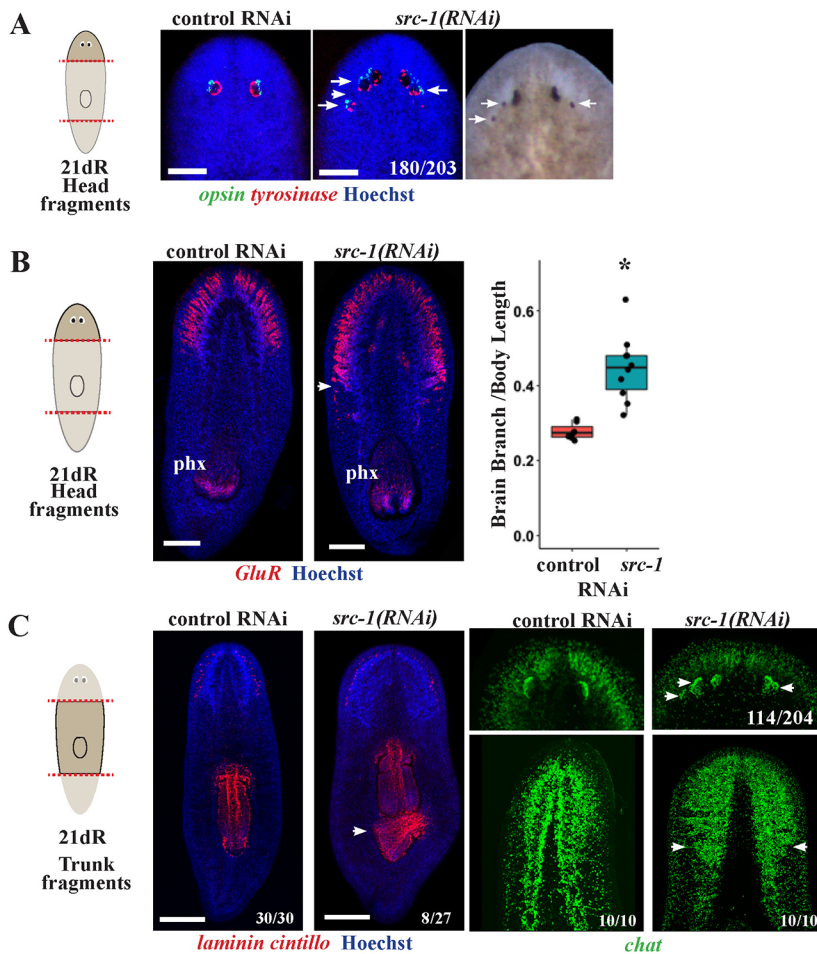 A
control RNAi
src-1(RNAi)
180/203
21dR
Head
fragments
opsin tyrosinase Hoechst
B
control RNAi
src-1(RNAi)
phx
phx
21dR
Head
fragments
GluR Hoechst
*
Brain Branch /Body Length
0.6
0.4
0.2
0.0
control
src-1
RNAi
C
control RNAi
src-1(RNAi)
control RNAi
src-1(RNAi)
114/204
21dR
Trunk
fragments
30/30
8/27
10/10
10/10
laminin cintillo Hoechst
chat